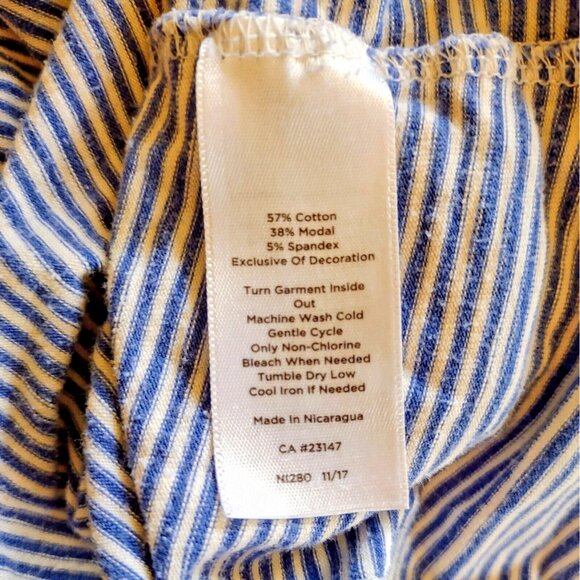 57% Cotton
38% Modal
5% Spandex
Exclusive Of Decoration
Turn Garment Inside
Out
Machine Wash Cold
Gentle Cycle
Only Non-Chlorine
Bleach When Needed
Tumble Dry Low
Cool Iron If Needed
Made In Nicaragua
CA #23147
NI280 11/17